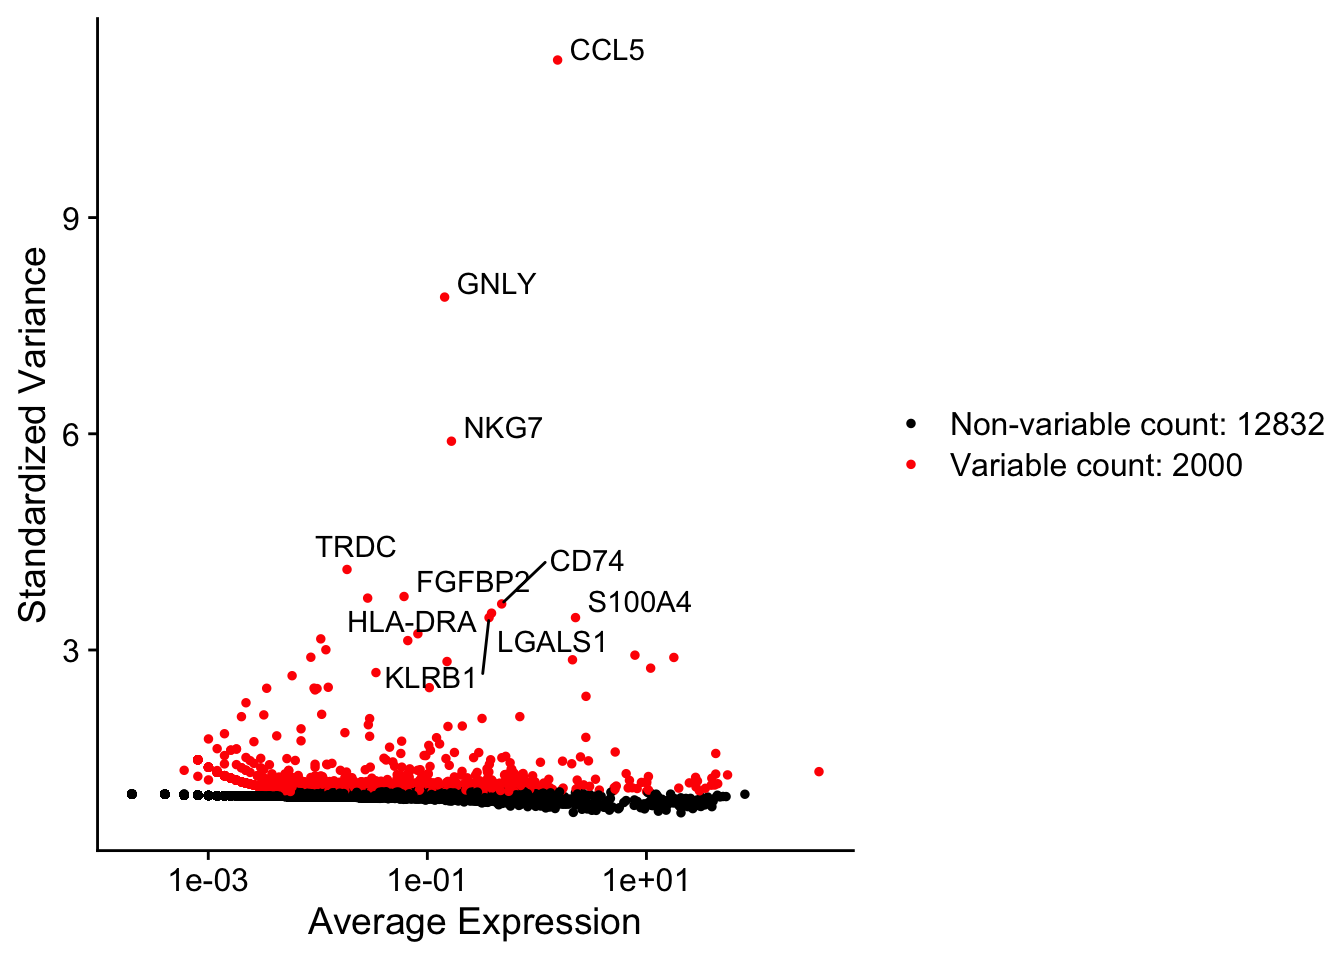 CCL5
9
GNLY
NKG7
6
Non-variable count: 12832
Variable count: 2000
Standardized Variance
TRDC
CD74
FGFBP2
S100A4
HLA-DRA
LGALS1
3
KLRB1
1e-03 1e-01 1e+01
Average Expression